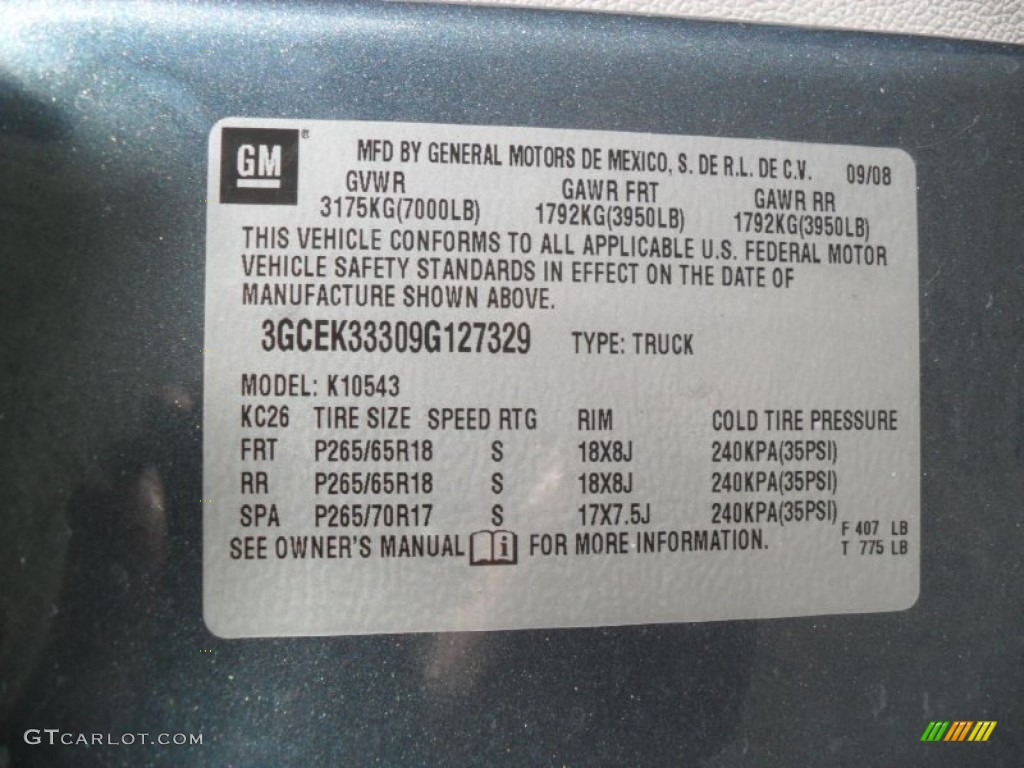 GM ® MFD BY GENERAL MOTORS DE MEXICO, S. DE R.L. DE C.V. 09/08
GVWR GAWR FRT GAWR RR
3175KG(7000LB) 1792KG(3950LB) 1792KG(3950LB)
THIS VEHICLE CONFORMS TO ALL APPLICABLE U.S. FEDERAL MOTOR
VEHICLE SAFETY STANDARDS IN EFFECT ON THE DATE OF
MANUFACTURE SHOWN ABOVE.
3GCEK33309G127329 TYPE: TRUCK
MODEL: K10543
KC26 TIRE SIZE SPEED RTG RIM COLD TIRE PRESSURE
FRT P265/65R18 S 18X8J 240KPA(35PSI)
RR P265/65R18 S 18X8J 240KPA(35PSI)
SPA P265/70R17 S 17X7.5J 240KPA(35PSI)
F 407 LB
SEE OWNER'S MANUAL i FOR MORE INFORMATION. T 775 LB
GTCARLOT.COM